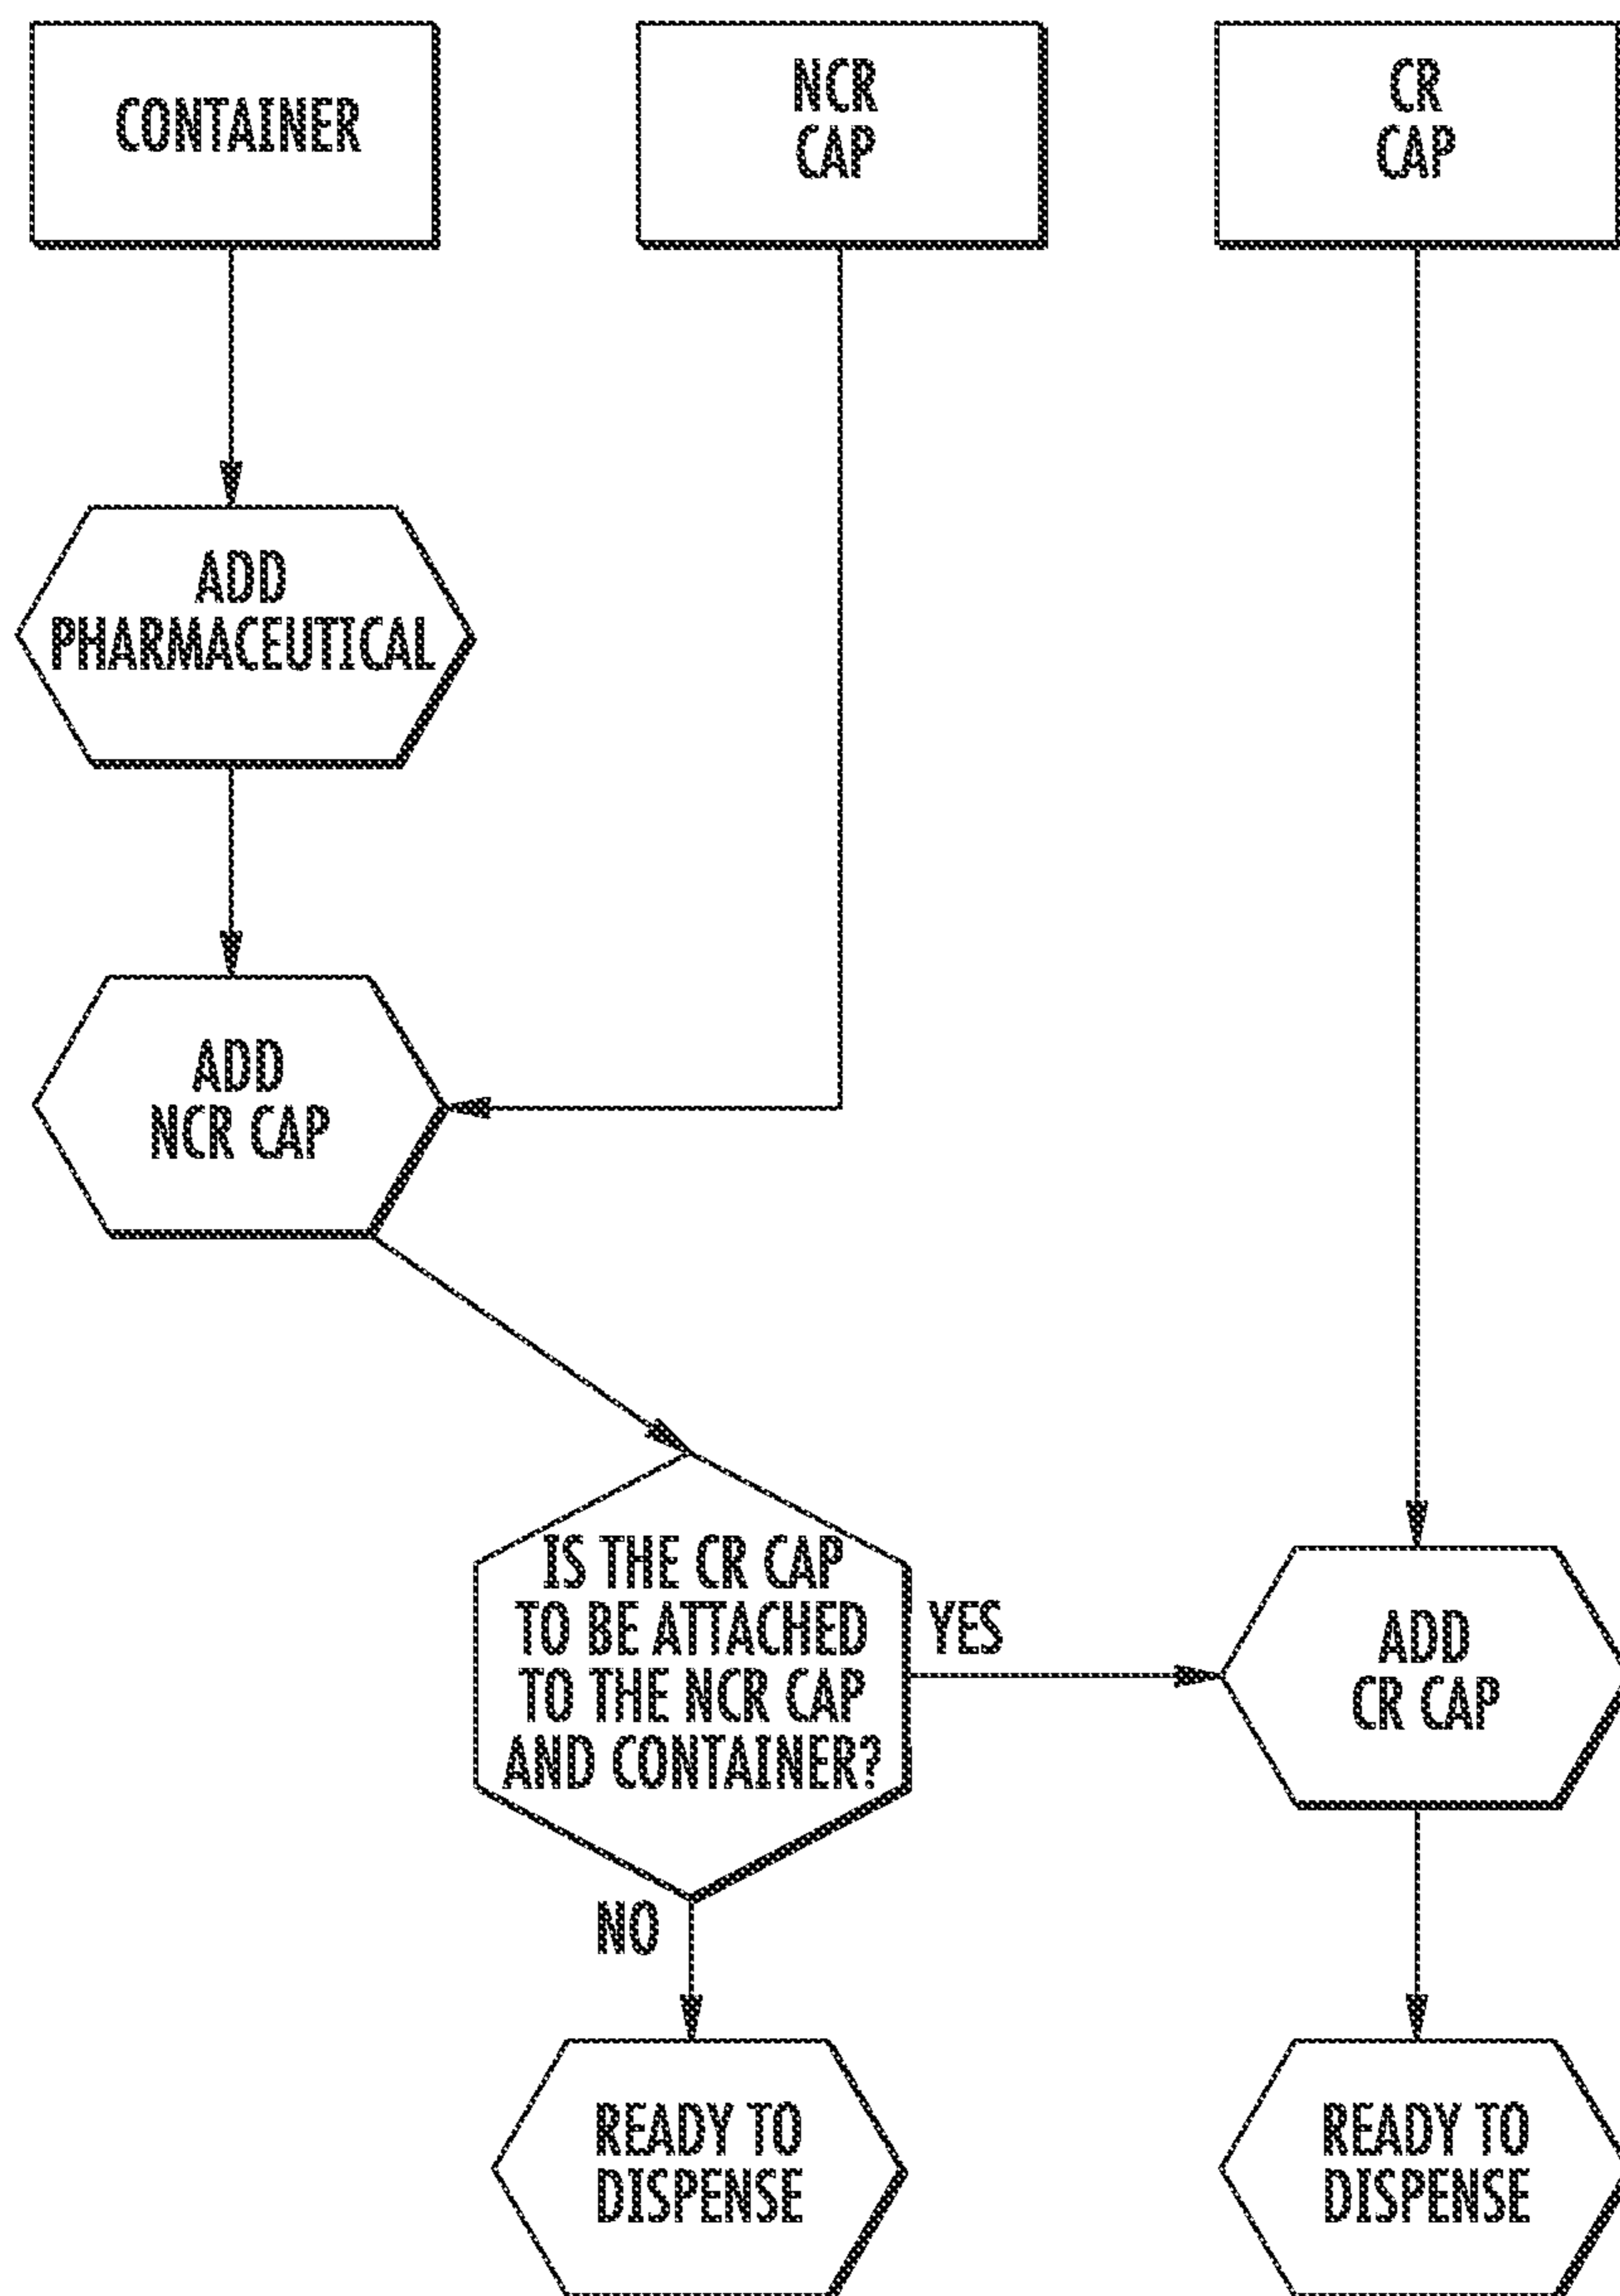 CONTAINER
NCR
CAP
CR
CAP
ADD
PHARMACEUTICAL
ADD
NCR CAP
IS THE CR CAP
TO BE ATTACHED
TO THE NCR CAP
AND CONTAINER?
YES
ADD
CR CAP
NO
READY TO
DISPENSE
READY TO
DISPENSE